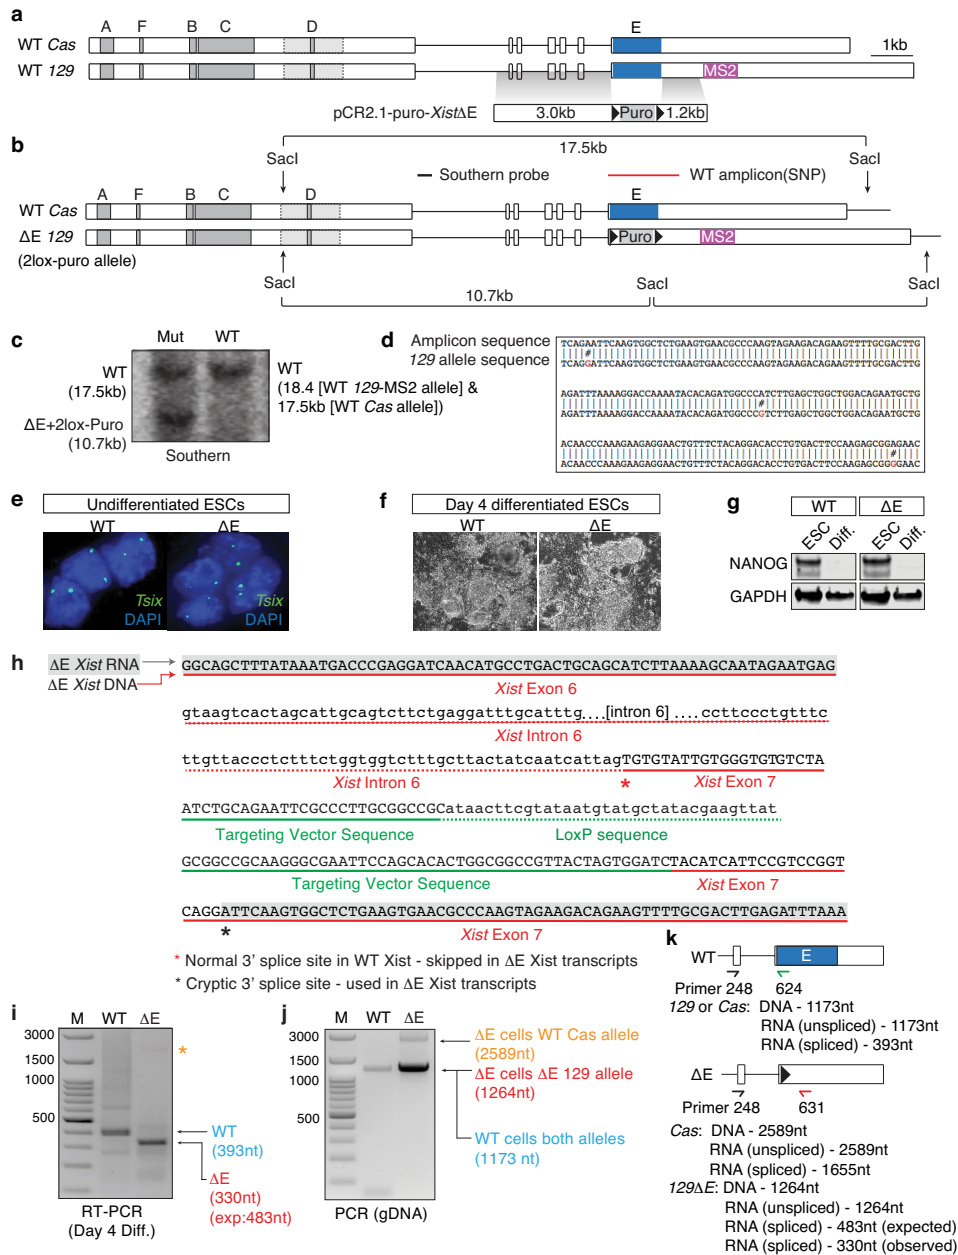 a
A F B C D E
WT Cas
WT 129
MS2
1kb
pCR2.1-puro-XistΔE
3.0kb Puro 1.2kb
b
17.5kb
SacI SacI
Southern probe WT amplicon(SNP)
A F B C D E
WT Cas
ΔE 129
Puro MS2
(2lox-puro allele)
SacI SacI SacI
10.7kb
c
Mut WT
WT
(17.5kb)
ΔE+2lox-Puro
(10.7kb)
WT
(18.4 [WT 129-MS2 allele] &
17.5kb [WT Cas allele])
Southern
d
Amplicon sequence
129 allele sequence
TCAGAATTCAAGTGGCTCTGAAGTGAACGCCCAAGTAGAAGACAGAAGTTTTGCGACTTG
#
TCAGGATTCAAGTGGCTCTGAAGTGAACGCCCAAGTAGAAGACAGAAGTTTTGCGACTTG
AGATTTAAAAGGACCAAAATACACAGATGGCCCATCTTGAGCTGGCTGGACAGAATGCTG
#
AGATTTAAAAGGACCAAAATACACAGATGGCCCGTCTTGAGCTGGCTGGACAGAATGCTG
ACAACCCAAAGAAGAGGAACTGTTTCTACAGGACACCTGTGACTTCCAAGAGCGGAGAAC
#
ACAACCCAAAGAAGAGGAACTGTTTCTACAGGACACCTGTGACTTCCAAGAGCGGGGAAC
e
Undifferentiated ESCs
WT ΔE
Tsix
DAPI
Tsix
DAPI
f
Day 4 differentiated ESCs
WT ΔE
g
WT ΔE
ESC Diff. ESC Diff.
NANOG
GAPDH
h
ΔE Xist RNA
ΔE Xist DNA
GGCAGCTTTATAAATGACCCGAGGATCAACATGCCTGACTGCAGCATCTTAAAAGCAATAGAATGAG
Xist Exon 6
gtaagtcactagcattgcagtcttctgaggatttgcatttg....[intron 6] ....ccttccctgtttc
Xist Intron 6
ttgttaccctctttctggtggtctttgcttactatcaatcattagTGTGTATTGTGGGTGTGTCTA
Xist Intron 6 * Xist Exon 7
ATCTGCAGAATTCGCCCTTGCGGCCGCataacttcgtataatgtatgctatacgaagttat
Targeting Vector Sequence LoxP sequence
GCGGCCGCAAGGGCGAATTCCAGCACACTGGCGGCCGTTACTAGTGGATCTACATCATTCCGTCCGGT
Targeting Vector Sequence Xist Exon 7
CAGGATTCAAGTGGCTCTGAAGTGAACGCCCAAGTAGAAGACAGAAGTTTTGCGACTTGAGATTTAAA
* Xist Exon 7
* Normal 3' splice site in WT Xist - skipped in ΔE Xist transcripts
* Cryptic 3' splice site - used in ΔE Xist transcripts
i
M WT ΔE
3000
1500
1000
500
*
WT
(393nt)
ΔE
(330nt)
(exp:483nt)
RT-PCR
(Day 4 Diff.)
j
M WT ΔE
3000
1500
1000
500
ΔE cells WT Cas allele
(2589nt)
ΔE cells ΔE 129 allele
(1264nt)
WT cells both alleles
(1173 nt)
PCR (gDNA)
k
WT E
Primer 248 624
129 or Cas: DNA - 1173nt
RNA (unspliced) - 1173nt
RNA (spliced) - 393nt
ΔE
Primer 248 631
Cas: DNA - 2589nt
RNA (unspliced) - 2589nt
RNA (spliced) - 1655nt
129ΔE: DNA - 1264nt
RNA (unspliced) - 1264nt
RNA (spliced) - 483nt (expected)
RNA (spliced) - 330nt (observed)